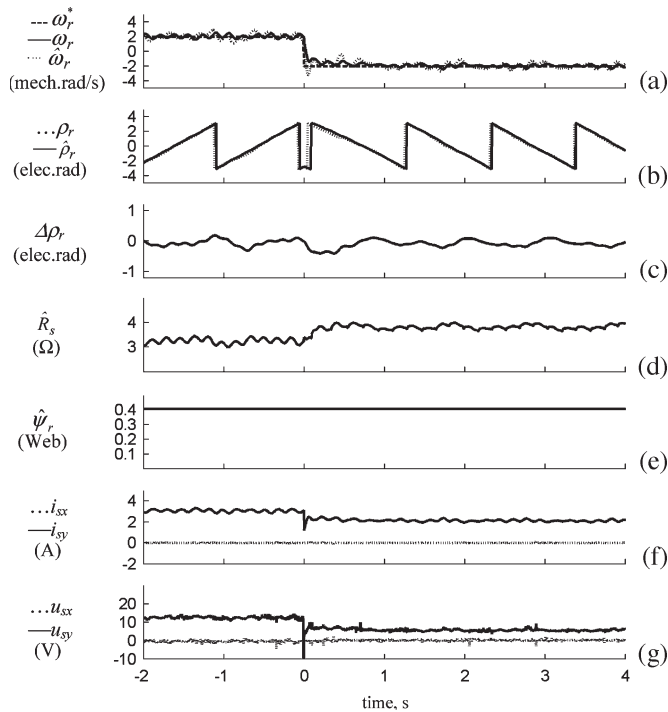 --- ω*r
— ω_r
··· ω̂_r
(mech.rad/s)
4
2
0
-2
-4
(a)
...ρ_r
—ρ̂_r
(elec.rad)
4
2
0
-2
-4
(b)
Δρ_r
(elec.rad)
1
0
-1
(c)
R̂_s
(Ω)
4
3
(d)
ψ̂_r
(Web)
0.4
0.3
0.2
0.1
(e)
...i_sx
—i_sy
(A)
4
2
0
-2
(f)
...u_sx
—u_sy
(V)
20
10
0
-10
(g)
-2 -1 0 1 2 3 4
time, s